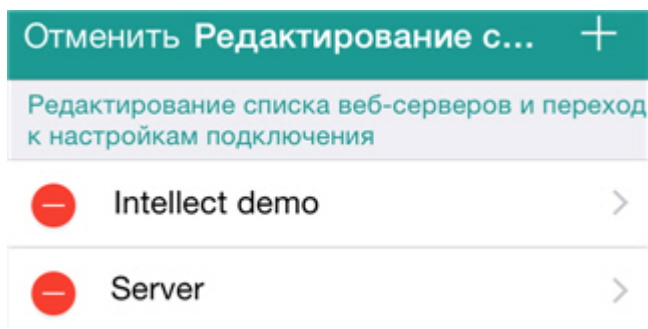 Отменить Редактирование с...
Редактирование списка веб-серверов и переход
к настройкам подключения
Intellect demo
Server